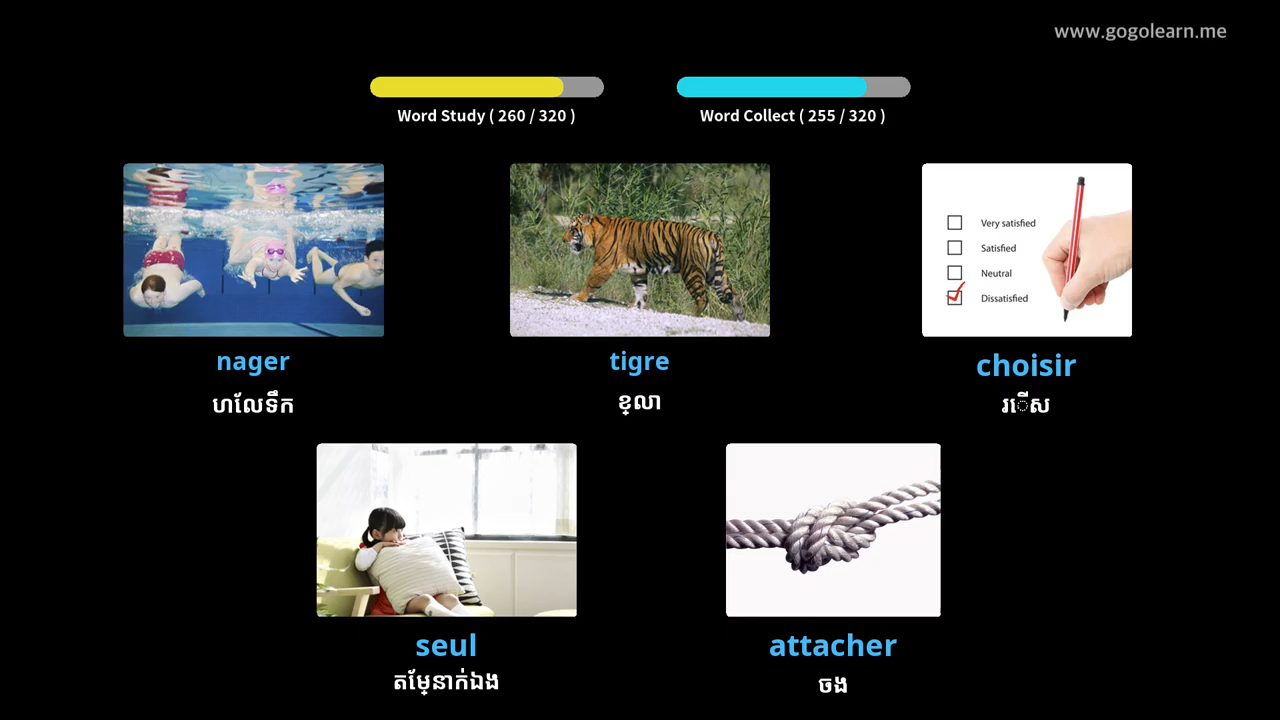 www.gogolearn.me
Word Study ( 260 / 320 )
Word Collect ( 255 / 320 )
Very satisfied
Satisfied
Neutral
Dissatisfied
nager
tigre
choisir
ហែលទឹក
ខ្លា
រើស
seul
attacher
តែម្នាក់ឯង
ចង